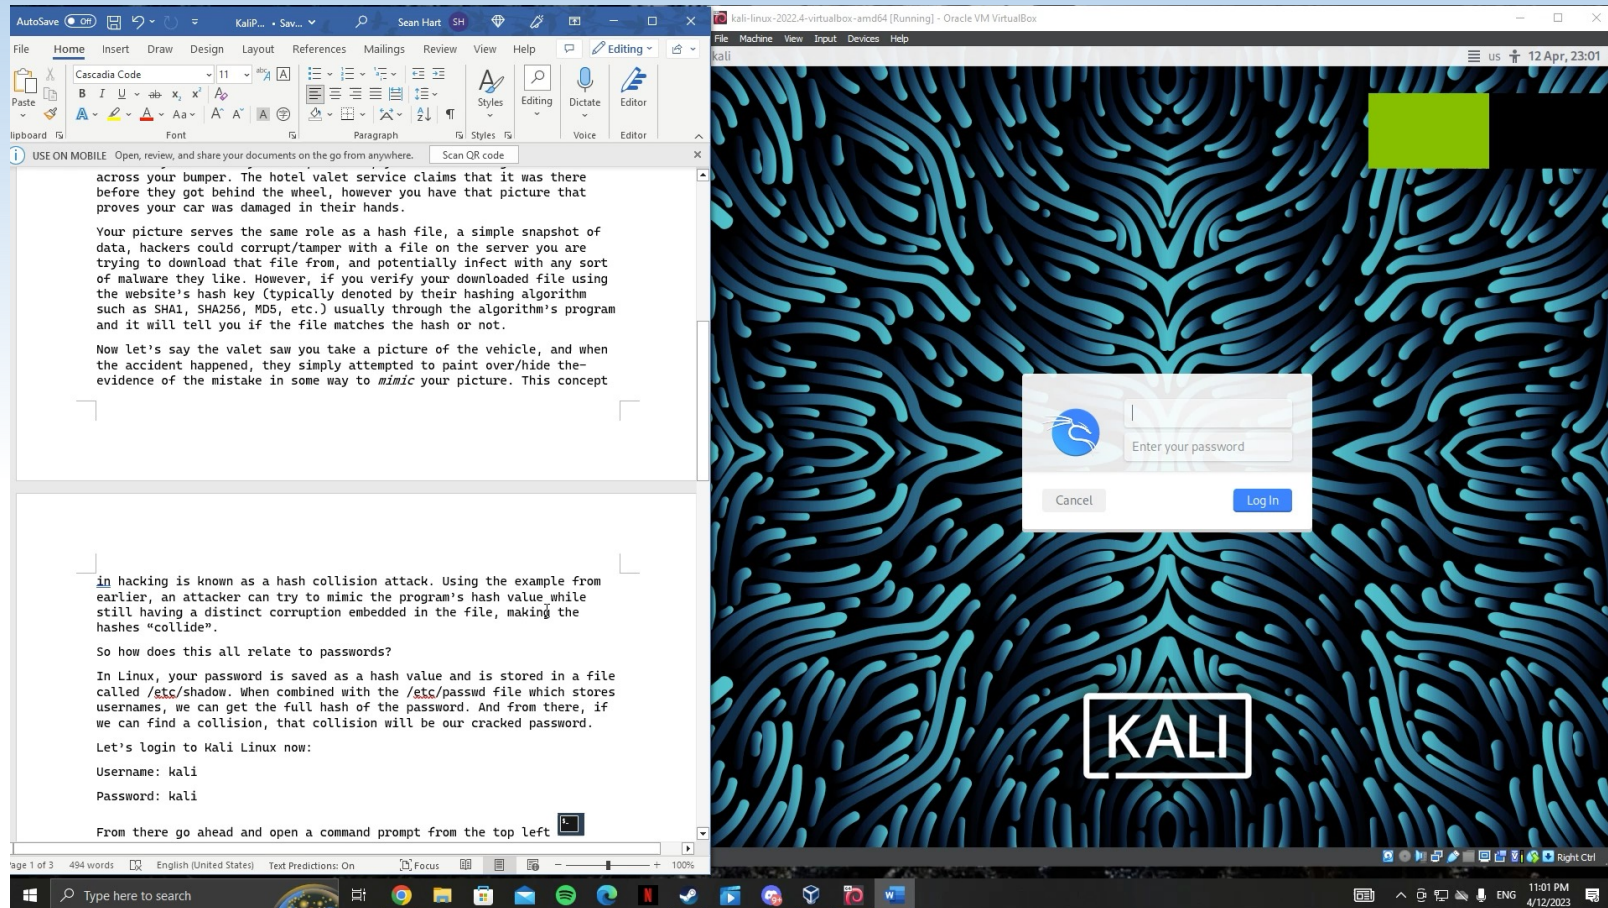 AutoSave Off KaliP... • Sav... Sean Hart SH
File Home Insert Draw Design Layout References Mailings Review View Help Editing
Paste Cascadia Code 11 Styles Editing Dictate Editor
Font Paragraph Styles Voice Editor
USE ON MOBILE Open, review, and share your documents on the go from anywhere. Scan QR code
across your bumper. The hotel valet service claims that it was there
before they got behind the wheel, however you have that picture that
proves your car was damaged in their hands.
Your picture serves the same role as a hash file, a simple snapshot of
data, hackers could corrupt/tamper with a file on the server you are
trying to download that file from, and potentially infect with any sort
of malware they like. However, if you verify your downloaded file using
the website's hash key (typically denoted by their hashing algorithm
such as SHA1, SHA256, MD5, etc.) usually through the algorithm's program
and it will tell you if the file matches the hash or not.
Now let's say the valet saw you take a picture of the vehicle, and when
the accident happened, they simply attempted to paint over/hide the
evidence of the mistake in some way to mimic your picture. This concept
in hacking is known as a hash collision attack. Using the example from
earlier, an attacker can try to mimic the program's hash value while
still having a distinct corruption embedded in the file, making the
hashes “collide”.
So how does this all relate to passwords?
In Linux, your password is saved as a hash value and is stored in a file
called /etc/shadow. When combined with the /etc/passwd file which stores
usernames, we can get the full hash of the password. And from there, if
we can find a collision, that collision will be our cracked password.
Let's login to Kali Linux now:
Username: kali
Password: kali
From there go ahead and open a command prompt from the top left
Page 1 of 3 494 words English (United States) Text Predictions: On Focus 100%
kali-linux-2022.4-virtualbox-amd64 [Running] - Oracle VM VirtualBox
File Machine View Input Devices Help
kali us 12 Apr, 23:01
Enter your password
Cancel Log In
KALI
Right Ctrl
Type here to search ENG 11:01 PM
4/12/2023